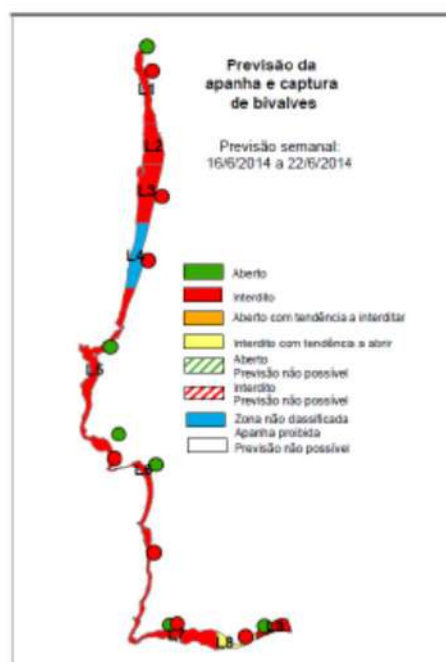 Previsão da
apanha e captura
de bivalves
Previsão semanal:
16/6/2014 a 22/6/2014
L1
L2
L3
L4
L5
L6
L7
L8
L9
Aberto
Interdito
Aberto com tendência a interditar
Interdito com tendência a abrir
Aberto
Previsão não possível
Interdito
Previsão não possível
Zona não classificada
Apanha proibida
Previsão não possível